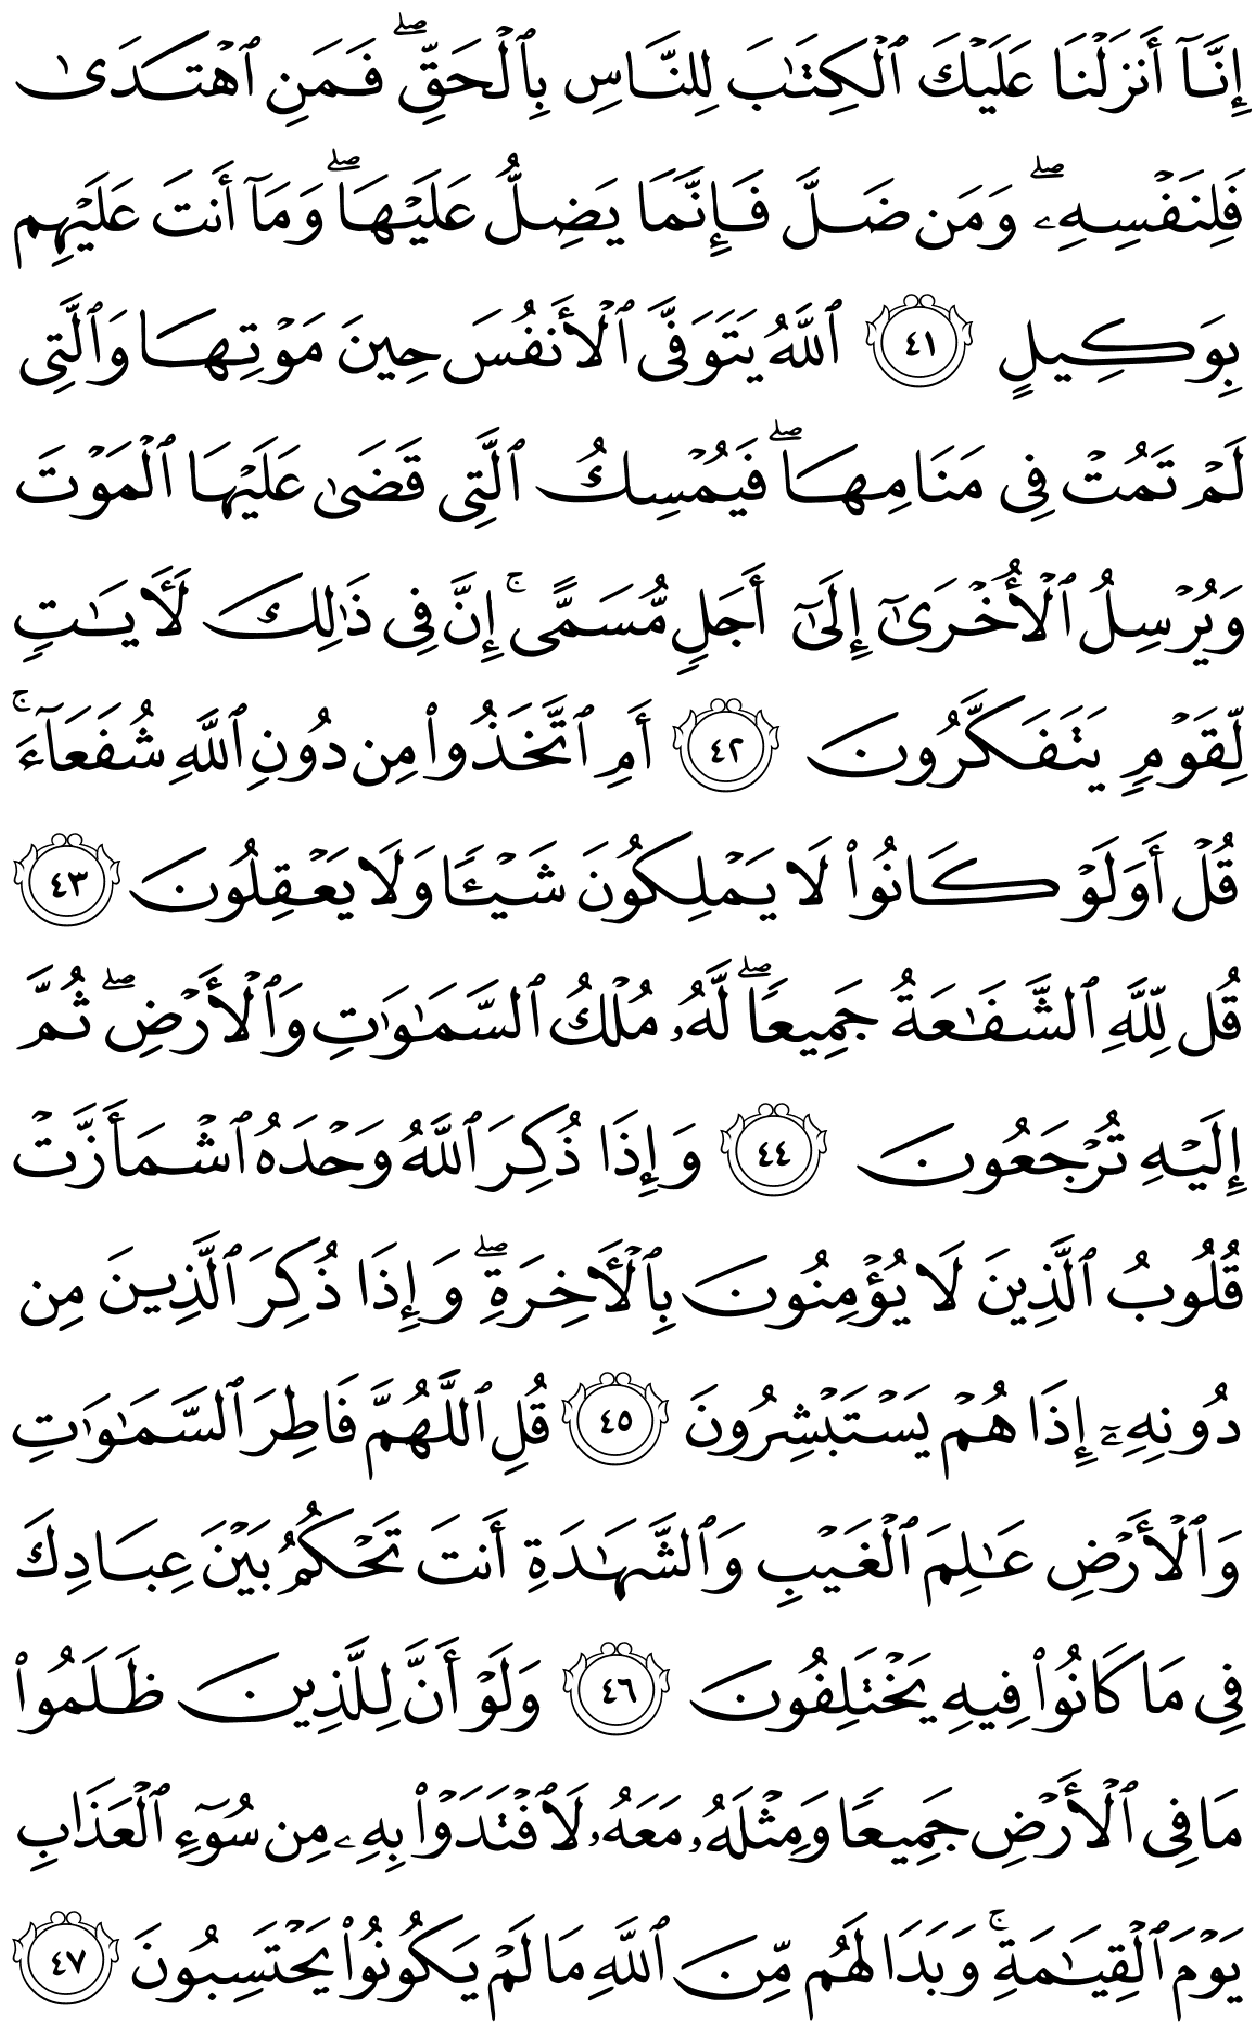 إِنَّآ أَنزَلْنَا عَلَيْكَ ٱلْكِتَٰبَ لِلنَّاسِ بِٱلْحَقِّ ۖ فَمَنِ ٱهْتَدَىٰ
فَلِنَفْسِهِۦ ۖ وَمَن ضَلَّ فَإِنَّمَا يَضِلُّ عَلَيْهَا ۖ وَمَآ أَنتَ عَلَيْهِم
بِوَكِيلٍ ٤١ ٱللَّهُ يَتَوَفَّى ٱلْأَنفُسَ حِينَ مَوْتِهَا وَٱلَّتِى
لَمْ تَمُتْ فِى مَنَامِهَا ۖ فَيُمْسِكُ ٱلَّتِى قَضَىٰ عَلَيْهَا ٱلْمَوْتَ
وَيُرْسِلُ ٱلْأُخْرَىٰٓ إِلَىٰٓ أَجَلٍ مُّسَمًّى ۚ إِنَّ فِى ذَٰلِكَ لَـَٔايَٰتٍ
لِّقَوْمٍ يَتَفَكَّرُونَ ٤٢ أَمِ ٱتَّخَذُوا۟ مِن دُونِ ٱللَّهِ شُفَعَآءَ ۚ
قُلْ أَوَلَوْ كَانُوا۟ لَا يَمْلِكُونَ شَيْـًٔا وَلَا يَعْقِلُونَ ٤٣
قُل لِّلَّهِ ٱلشَّفَٰعَةُ جَمِيعًا ۖ لَّهُۥ مُلْكُ ٱلسَّمَٰوَٰتِ وَٱلْأَرْضِ ۖ ثُمَّ
إِلَيْهِ تُرْجَعُونَ ٤٤ وَإِذَا ذُكِرَ ٱللَّهُ وَحْدَهُ ٱشْمَأَزَّتْ
قُلُوبُ ٱلَّذِينَ لَا يُؤْمِنُونَ بِٱلْـَٔاخِرَةِ ۖ وَإِذَا ذُكِرَ ٱلَّذِينَ مِن
دُونِهِۦٓ إِذَا هُمْ يَسْتَبْشِرُونَ ٤٥ قُلِ ٱللَّهُمَّ فَاطِرَ ٱلسَّمَٰوَٰتِ
وَٱلْأَرْضِ عَٰلِمَ ٱلْغَيْبِ وَٱلشَّهَٰدَةِ أَنتَ تَحْكُمُ بَيْنَ عِبَادِكَ
فِى مَا كَانُوا۟ فِيهِ يَخْتَلِفُونَ ٤٦ وَلَوْ أَنَّ لِلَّذِينَ ظَلَمُوا۟
مَا فِى ٱلْأَرْضِ جَمِيعًا وَمِثْلَهُۥ مَعَهُۥ لَٱفْتَدَوْا۟ بِهِۦ مِن سُوٓءِ ٱلْعَذَابِ
يَوْمَ ٱلْقِيَٰمَةِ ۚ وَبَدَا لَهُم مِّنَ ٱللَّهِ مَا لَمْ يَكُونُوا۟ يَحْتَسِبُونَ ٤٧